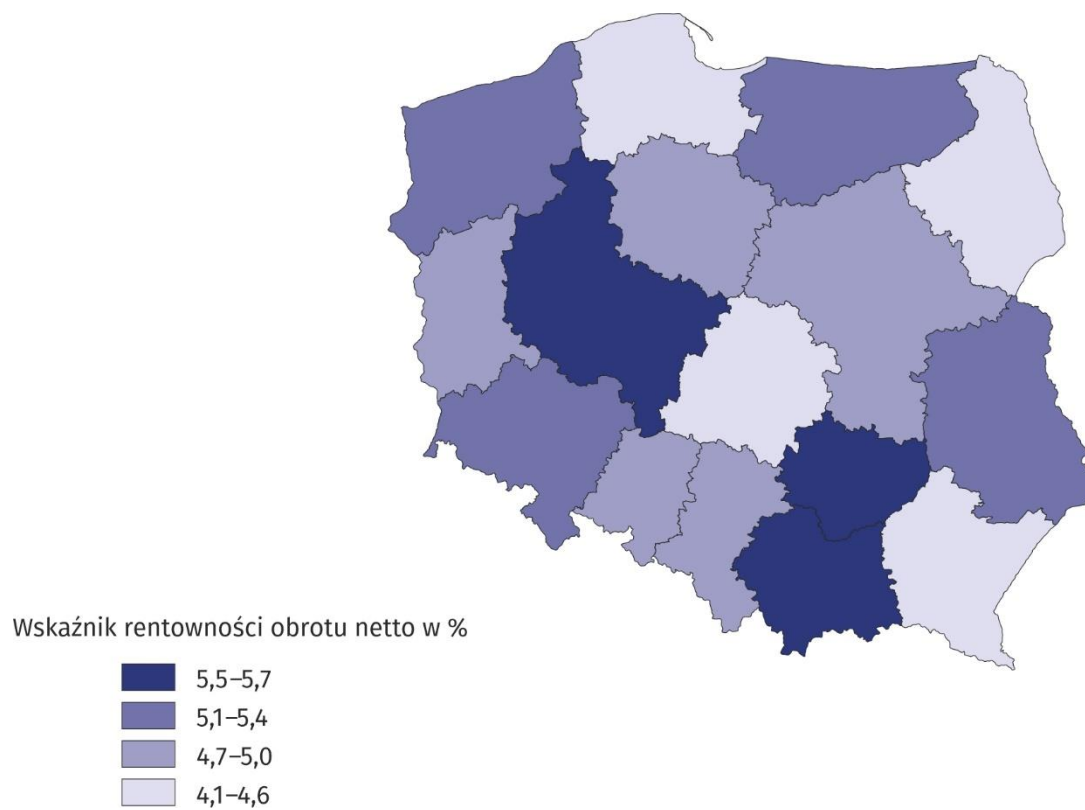 Wskaźnik rentowności obrotu netto w %
5,5–5,7
5,1–5,4
4,7–5,0
4,1–4,6